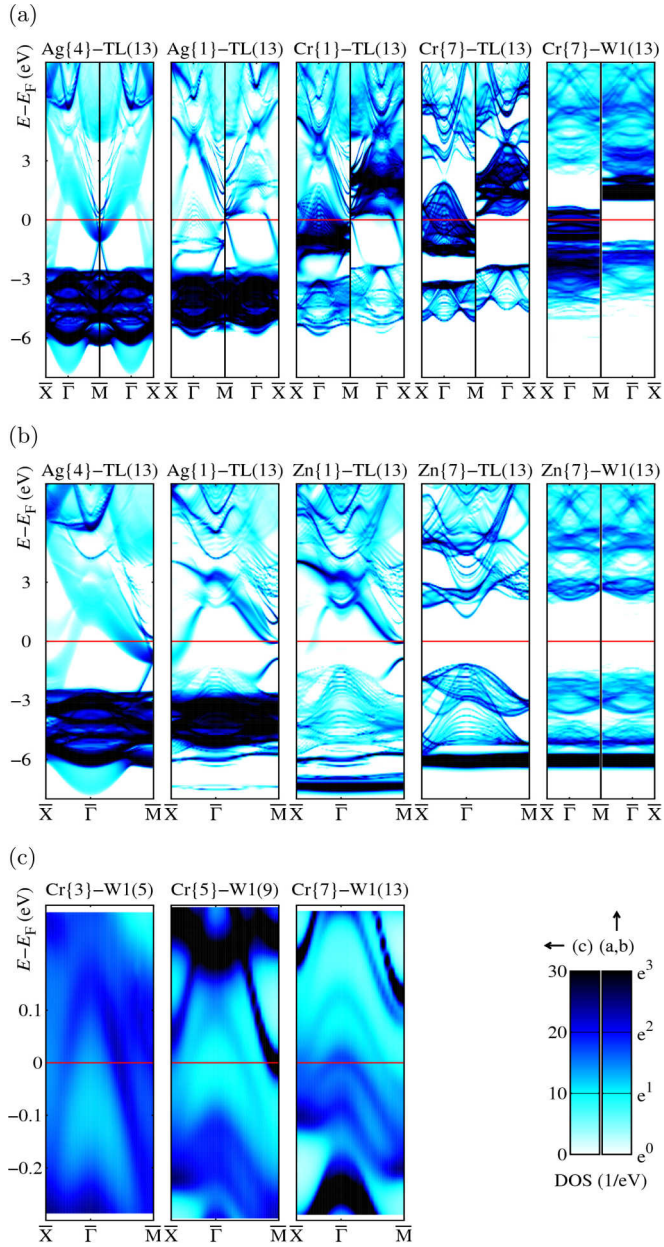 (a)
Ag{4}−TL(13) Ag{1}−TL(13) Cr{1}−TL(13) Cr{7}−TL(13) Cr{7}−W1(13)
E−E_F (eV)
3
0
−3
−6
X̅ Γ̅ M Γ̅ X̅ X̅ Γ̅ M Γ̅ X̅ X̅ Γ̅ M Γ̅ X̅ X̅ Γ̅ M Γ̅ X̅ X̅ Γ̅ M Γ̅ X̅
(b)
Ag{4}−TL(13) Ag{1}−TL(13) Zn{1}−TL(13) Zn{7}−TL(13) Zn{7}−W1(13)
E−E_F (eV)
3
0
−3
−6
X̅ Γ̅ M̅ X̅ Γ̅ M̅ X̅ Γ̅ M̅ X̅ Γ̅ M̅ X̅ Γ̅ M Γ̅ X̅
(c)
Cr{3}−W1(5) Cr{5}−W1(9) Cr{7}−W1(13)
E−E_F (eV)
0.1
0
−0.1
−0.2
X̅ Γ̅ M̅ X̅ Γ̅ M̅ X̅ Γ̅ M̅
← (c) (a,b) ↑
30 e³
20 e²
10 e¹
0 e⁰
DOS (1/eV)